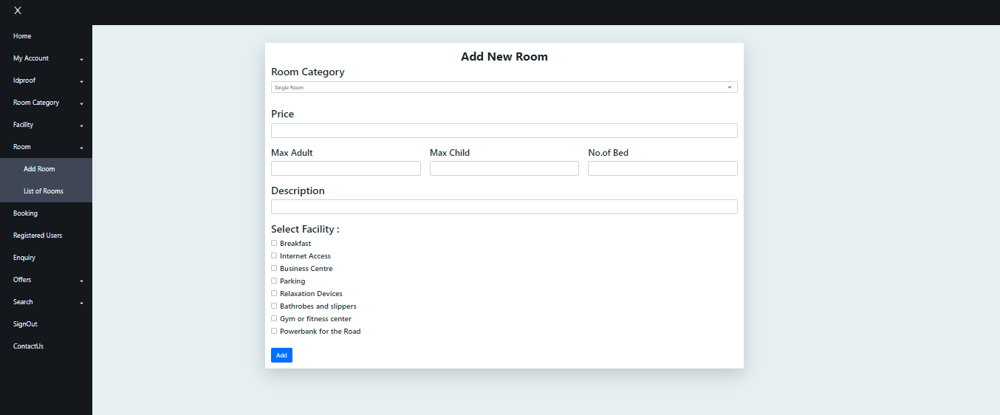 X
Home
My Account
Idproof
Room Category
Facility
Room
Add Room
List of Rooms
Booking
Registered Users
Enquiry
Offers
Search
SignOut
ContactUs
Add New Room
Room Category
Single Room
Price
Max Adult Max Child No.of Bed
Description
Select Facility :
Breakfast
Internet Access
Business Centre
Parking
Relaxation Devices
Bathrobes and slippers
Gym or fitness center
Powerbank for the Road
Add